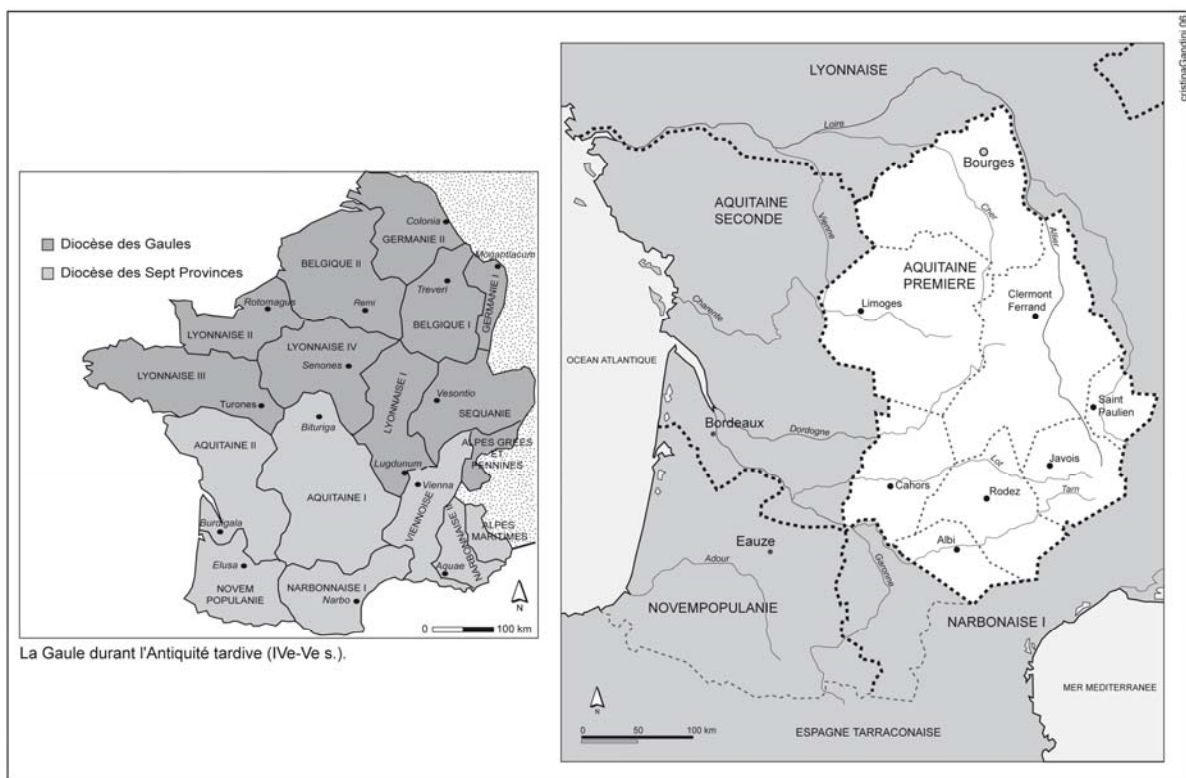 cristinaGandini 06
Diocèse des Gaules
Diocèse des Sept Provinces
Colonia
GERMANIE II
Monantiacum
BELGIQUE II
GERMANIE I
Treveri
Rotomagus
Remi
BELGIQUE I
LYONNAISE II
LYONNAISE IV
Senones
LYONNAISE III
LYONNAISE I
Vesontio
Turones
SEQUANIE
Bituriga
AQUITAINE II
ALPES GRÉES
ET
PENNINES
Lugdunum
Vienna
AQUITAINE I
VIENNOISE
NARBONNAISE II
ALPES
MARITIMES
Burdigala
Elusa
Aquae
NOVEM
POPULANIE
NARBONNAISE I
Narbo
N
0 100 km
La Gaule durant l'Antiquité tardive (IVe-Ve s.).
LYONNAISE
Loire
Bourges
AQUITAINE
SECONDE
Vienne
Cher
Allier
AQUITAINE
PREMIERE
Limoges
Clermont
Ferrand
Charente
OCEAN ATLANTIQUE
Saint
Paulien
Bordeaux
Dordogne
Javois
Lot
Cahors
Rodez
Tarn
Eauze
Albi
Adour
Garonne
NOVEMPOPULANIE
NARBONAISE I
MER MEDITERRANEE
N
0 50 100 km
ESPAGNE TARRACONAISE